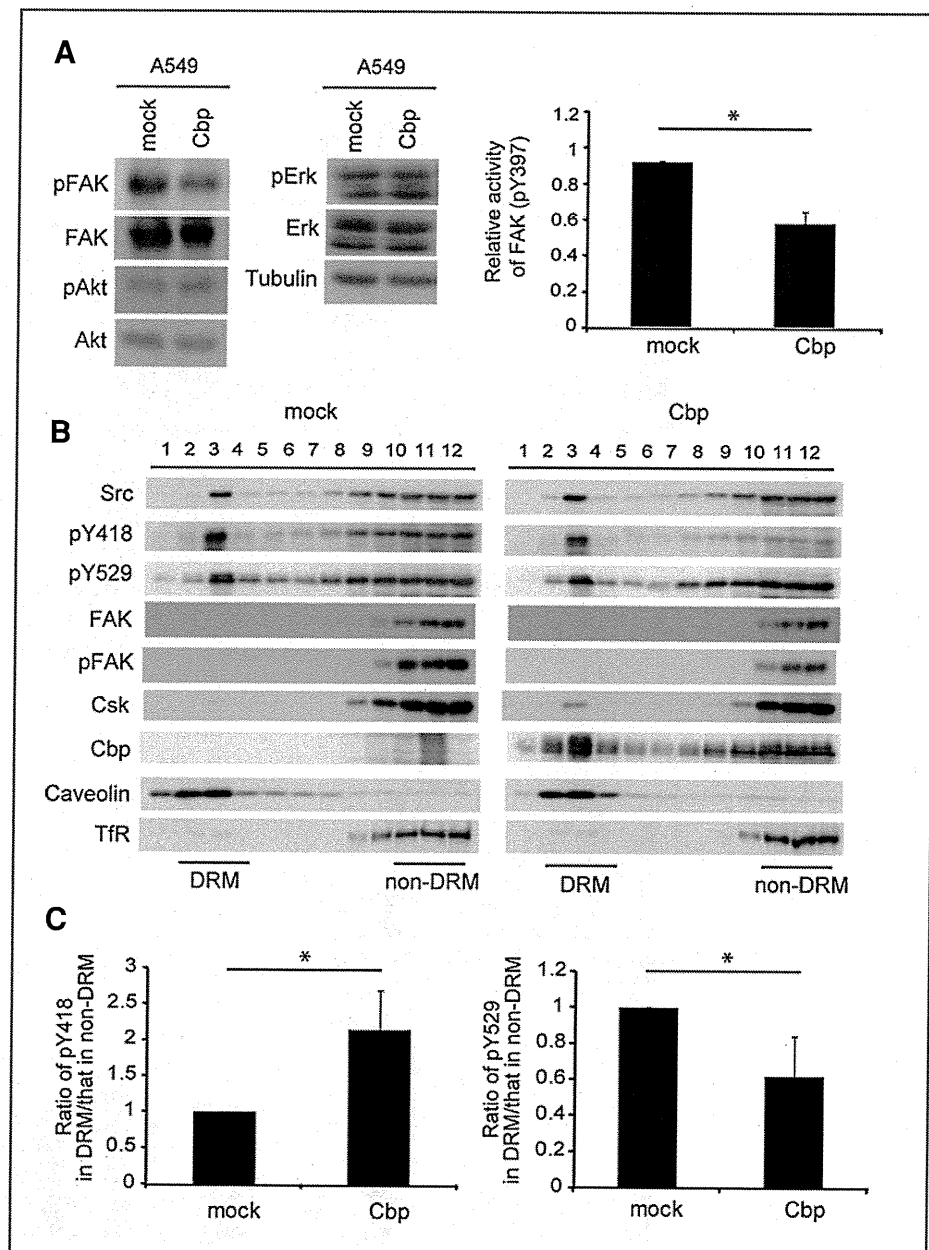 A
A549
mock Cbp
pFAK
FAK
pAkt
Akt
A549
mock Cbp
pErk
Erk
Tubulin
Relative activity
of FAK (pY397)
1.2
1
0.8
0.6
0.4
0.2
0
*
mock Cbp
B
mock
1 2 3 4 5 6 7 8 9 10 11 12
Cbp
1 2 3 4 5 6 7 8 9 10 11 12
Src
pY418
pY529
FAK
pFAK
Csk
Cbp
Caveolin
TfR
DRM non-DRM
DRM non-DRM
C
Ratio of pY418
in DRM/that in non-DRM
3
2.5
2
1.5
1
0.5
0
*
mock Cbp
Ratio of pY529
in DRM/that in non-DRM
1.2
1
0.8
0.6
0.4
0.2
0
*
mock Cbp